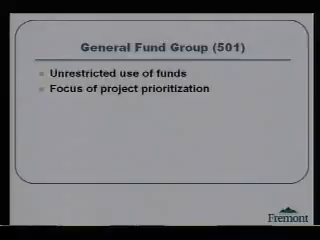 General Fund Group (501)
Unrestricted use of funds
Focus of project prioritization
Fremont